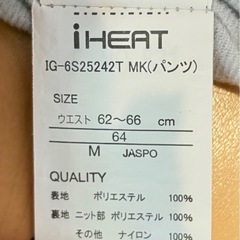 iHEAT
IG-6S25242T MK(パンツ)
SIZE
ウエスト 62〜66 cm
64
M JASPO
QUALITY
表地 ポリエステル 100%
裏地 ニット部 ポリエステル 100%
その他 ナイロン 100%